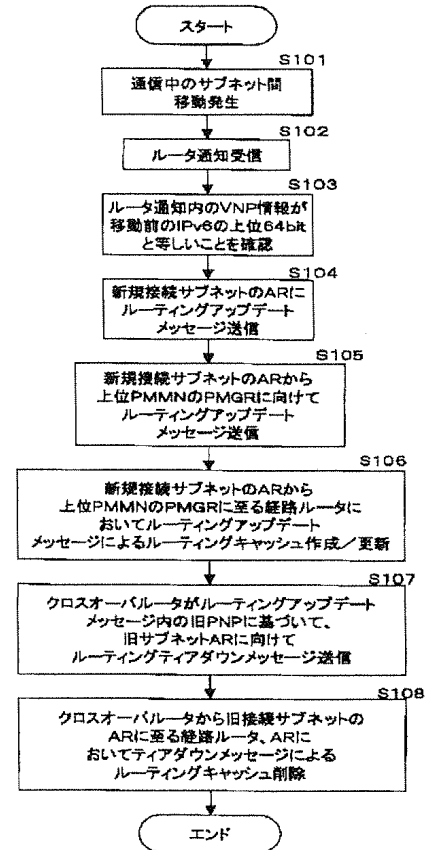 スタート
S101
通信中のサブネット間
移動発生
S102
ルータ通知受信
S103
ルータ通知内のVNP情報が
移動前のIPv6の上位64bit
と等しいことを確認
S104
新規接続サブネットのARに
ルーティングアップデート
メッセージ送信
S105
新規接続サブネットのARから
上位PMMNのPMGRに向けて
ルーティングアップデート
メッセージ送信
S106
新規接続サブネットのARから
上位PMMNのPMGRに至る経路ルータに
おいてルーティングアップデート
メッセージによるルーティングキャッシュ作成/更新
S107
クロスオーバルータがルーティングアップデート
メッセージ内の旧PNPに基づいて、
旧サブネットARに向けて
ルーティングティアダウンメッセージ送信
S108
クロスオーバルータから旧接続サブネットの
ARに至る経路ルータ、ARに
おいてティアダウンメッセージによる
ルーティングキャッシュ削除
エンド